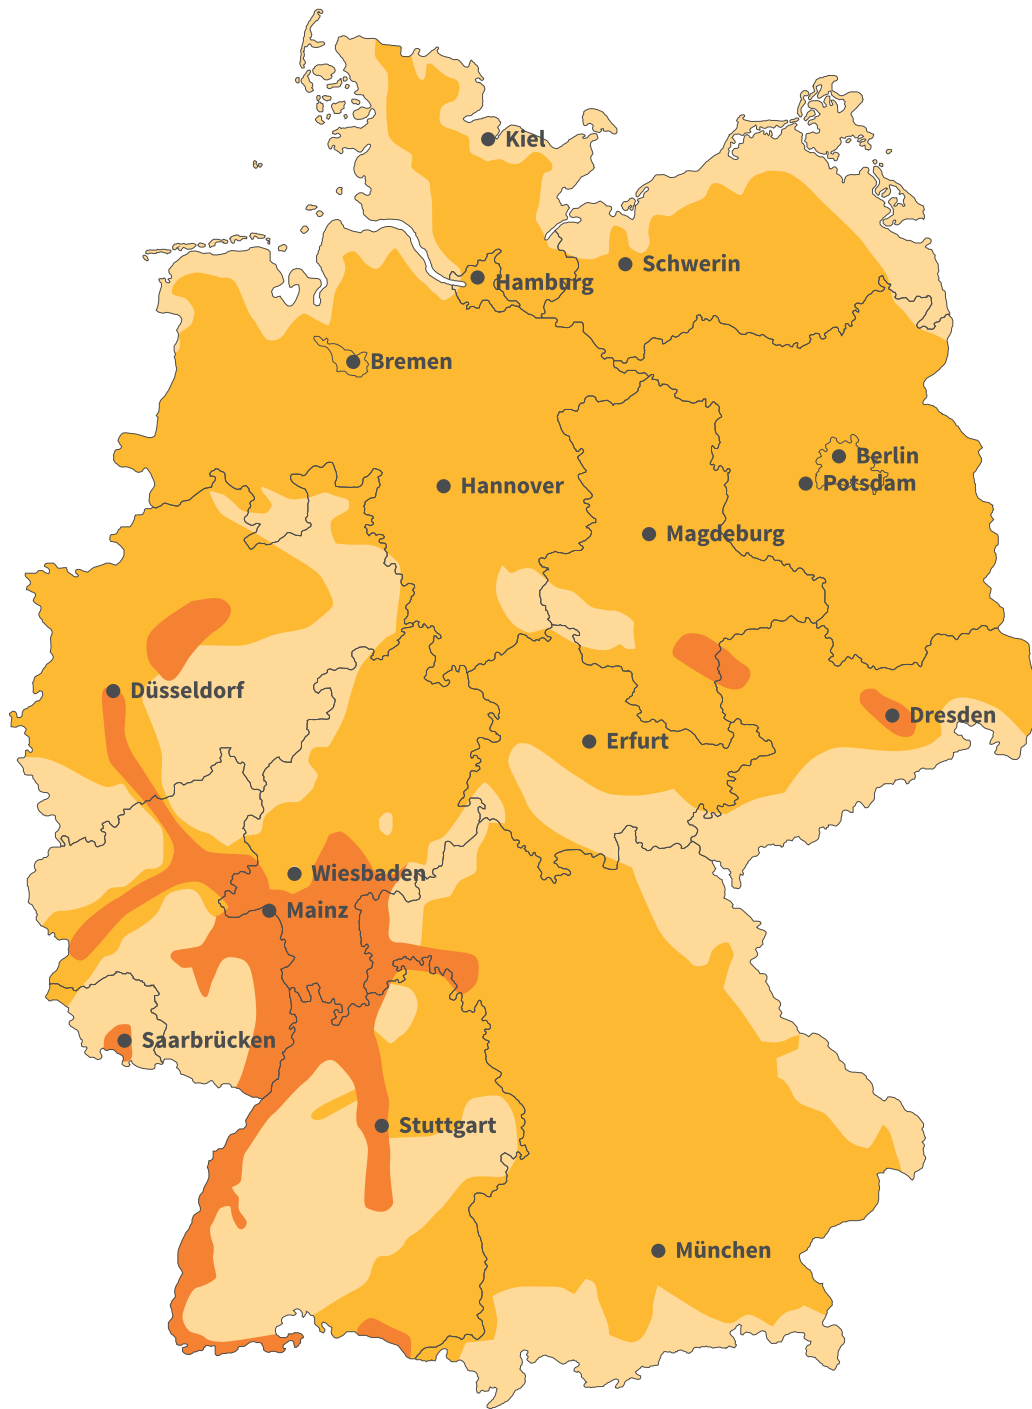 Kiel
Schwerin
Hamburg
Bremen
Berlin
Potsdam
Hannover
Magdeburg
Düsseldorf
Dresden
Erfurt
Wiesbaden
Mainz
Saarbrücken
Stuttgart
München